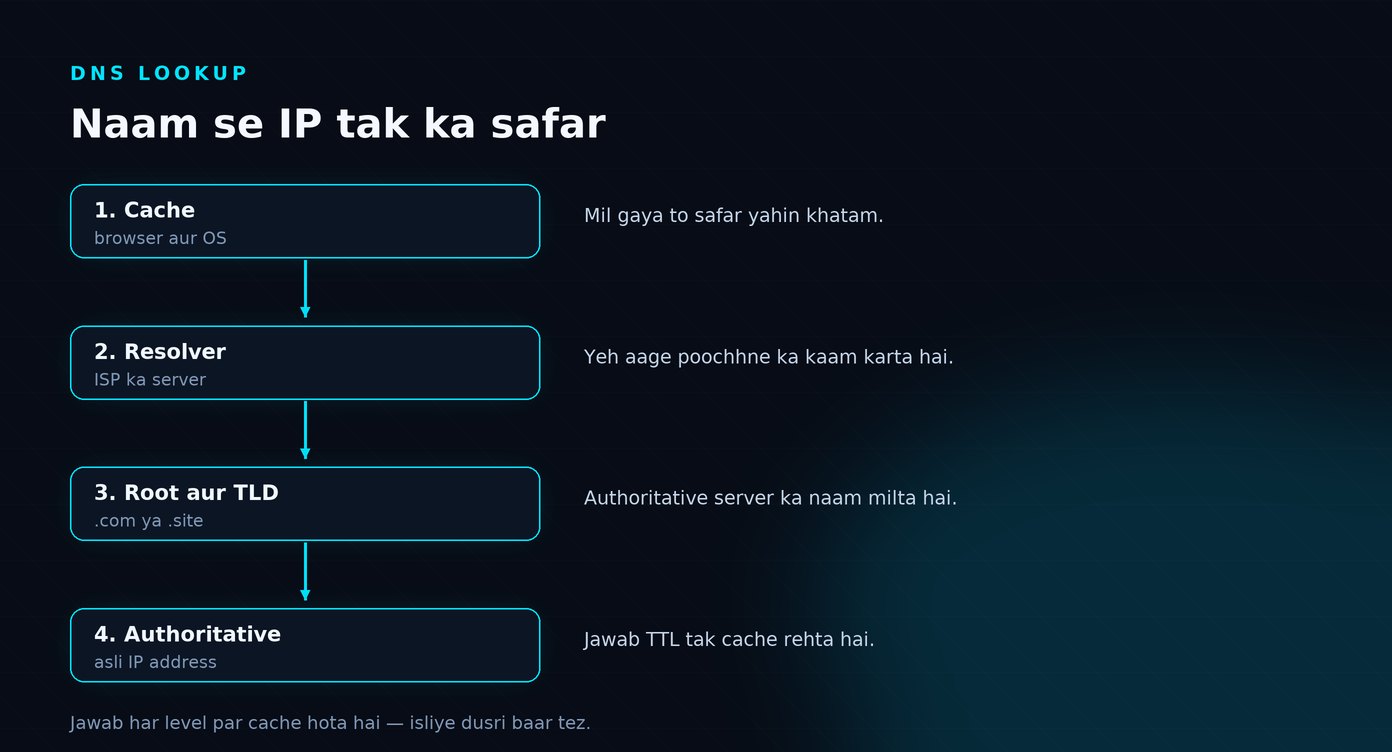 DNS LOOKUP
Naam se IP tak ka safar
1. Cache
browser aur OS
Mil gaya to safar yahin khatam.
2. Resolver
ISP ka server
Yeh aage poochhne ka kaam karta hai.
3. Root aur TLD
.com ya .site
Authoritative server ka naam milta hai.
4. Authoritative
asli IP address
Jawab TTL tak cache rehta hai.
Jawab har level par cache hota hai — isliye dusri baar tez.